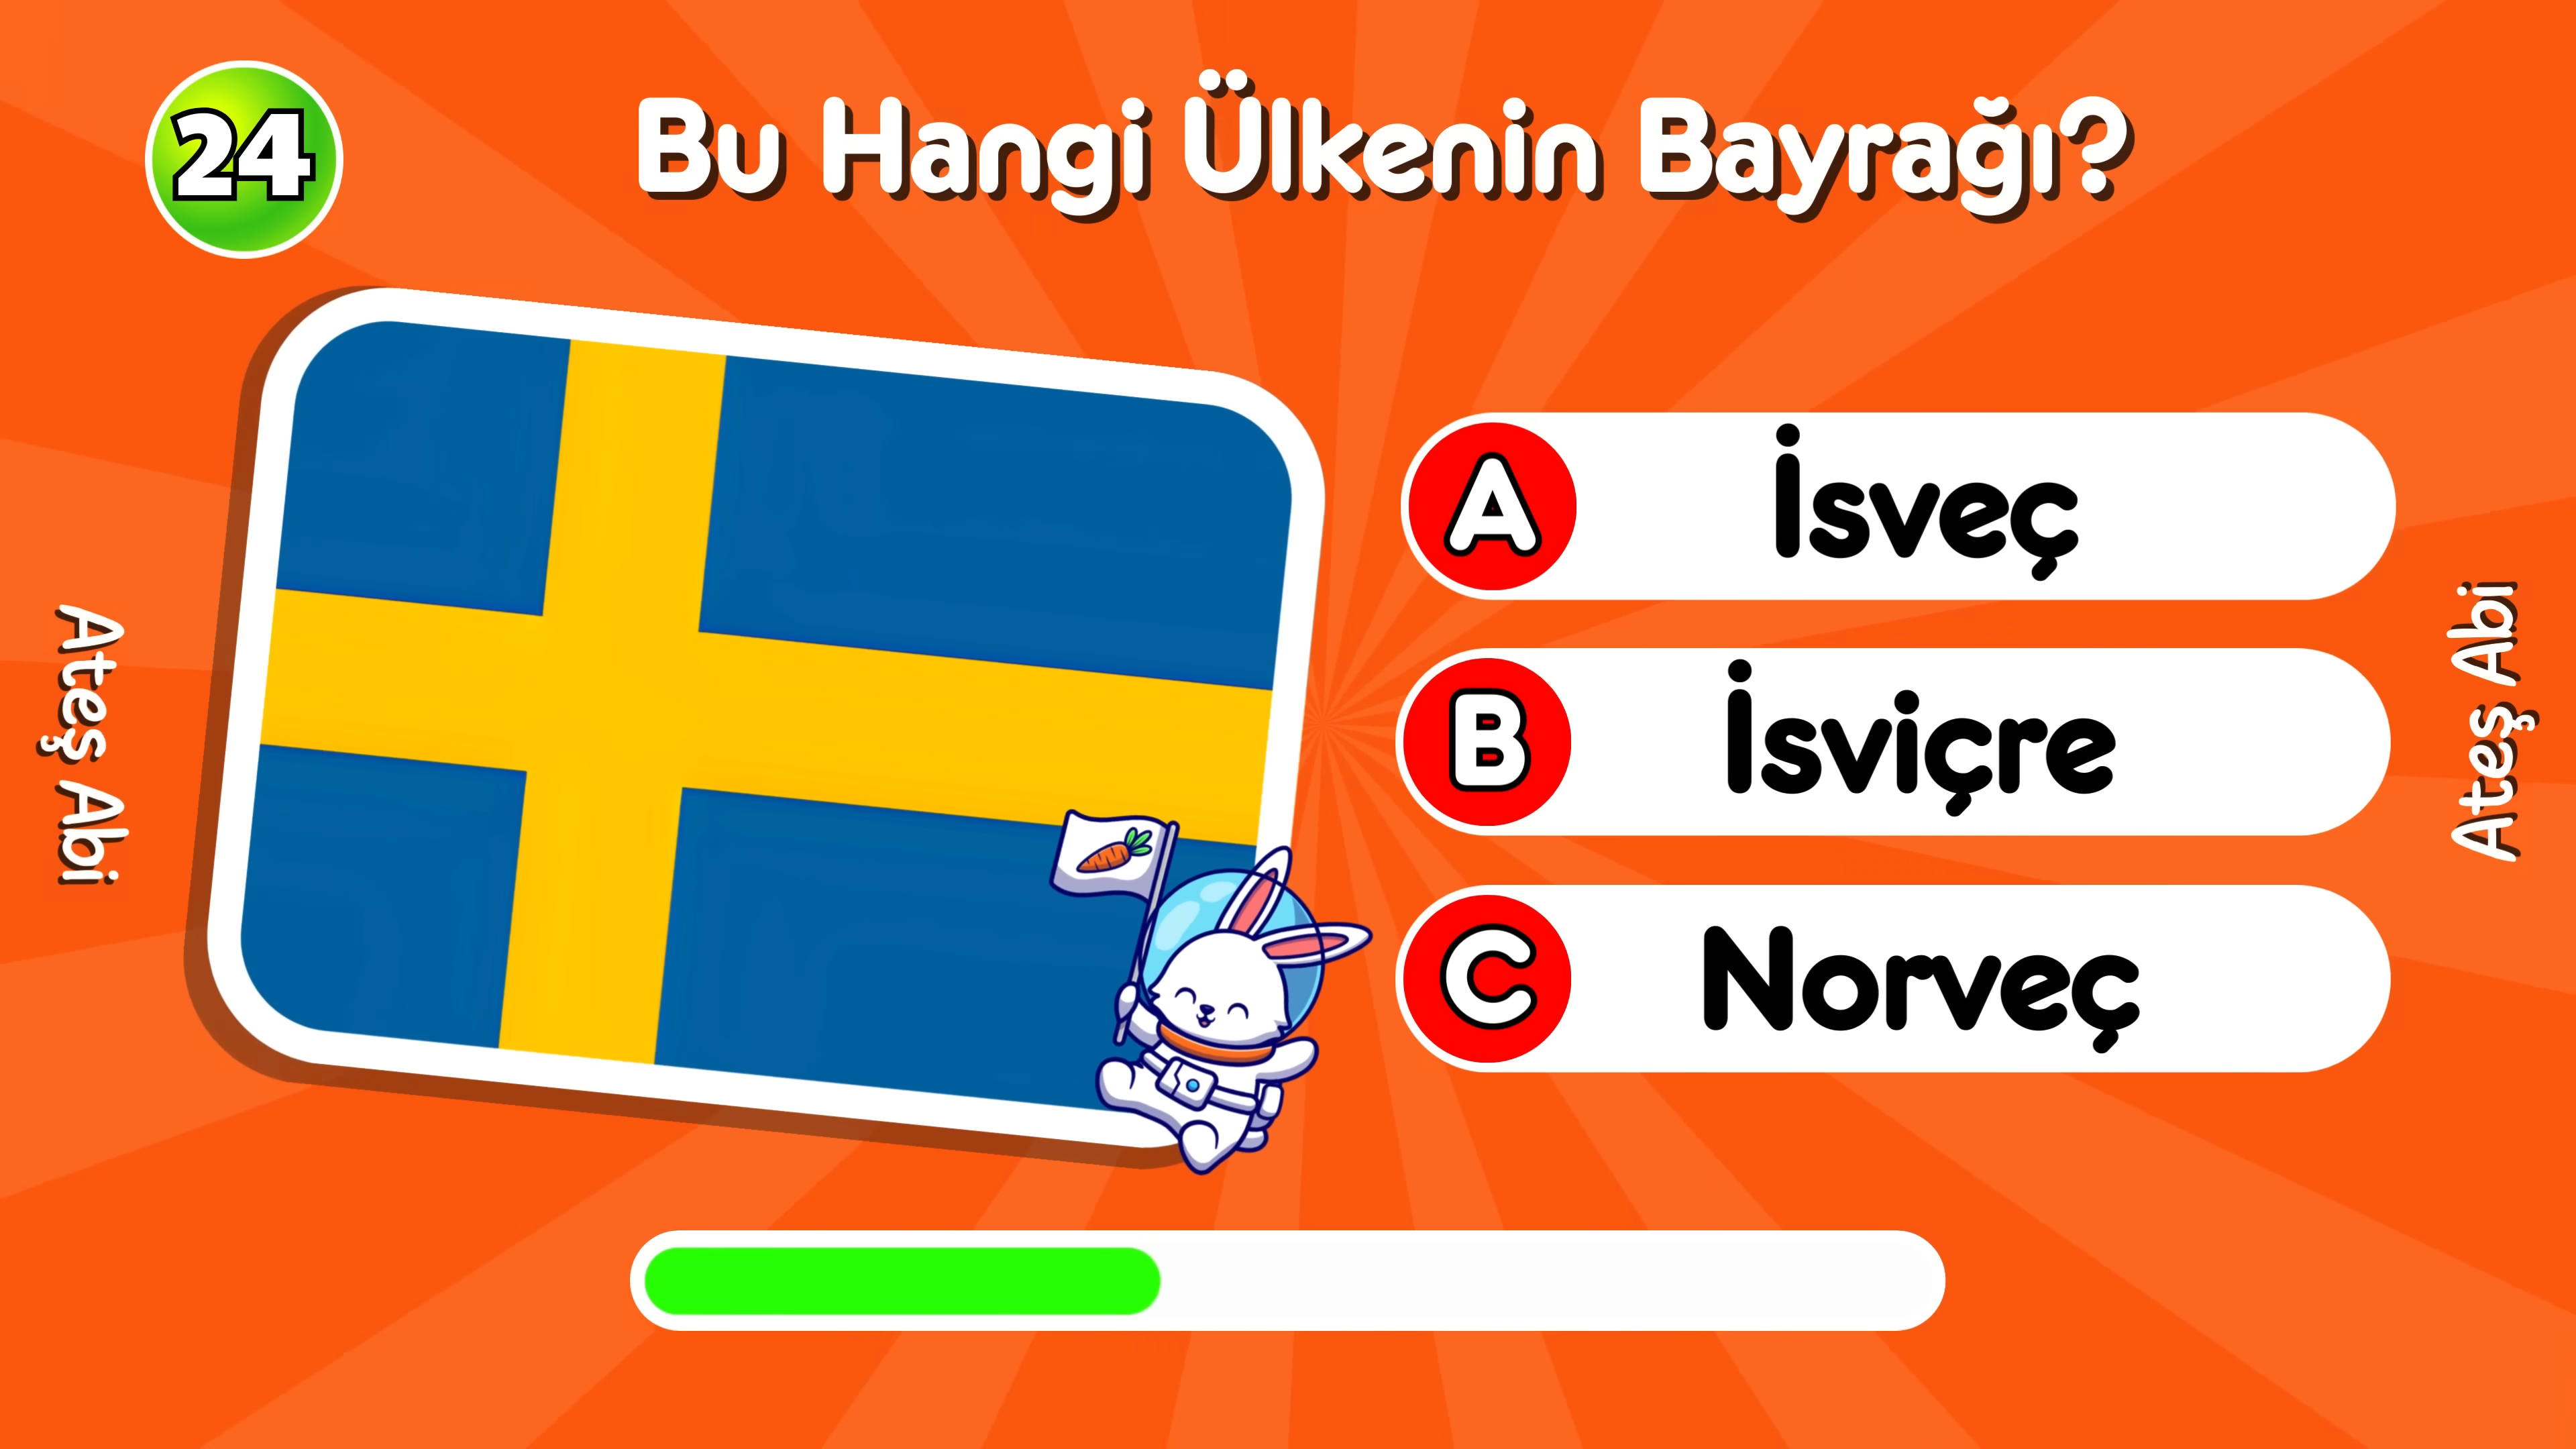 24
Bu Hangi Ülkenin Bayrağı?
A İsveç
B İsviçre
C Norveç
Ateş Abi
Ateş Abi